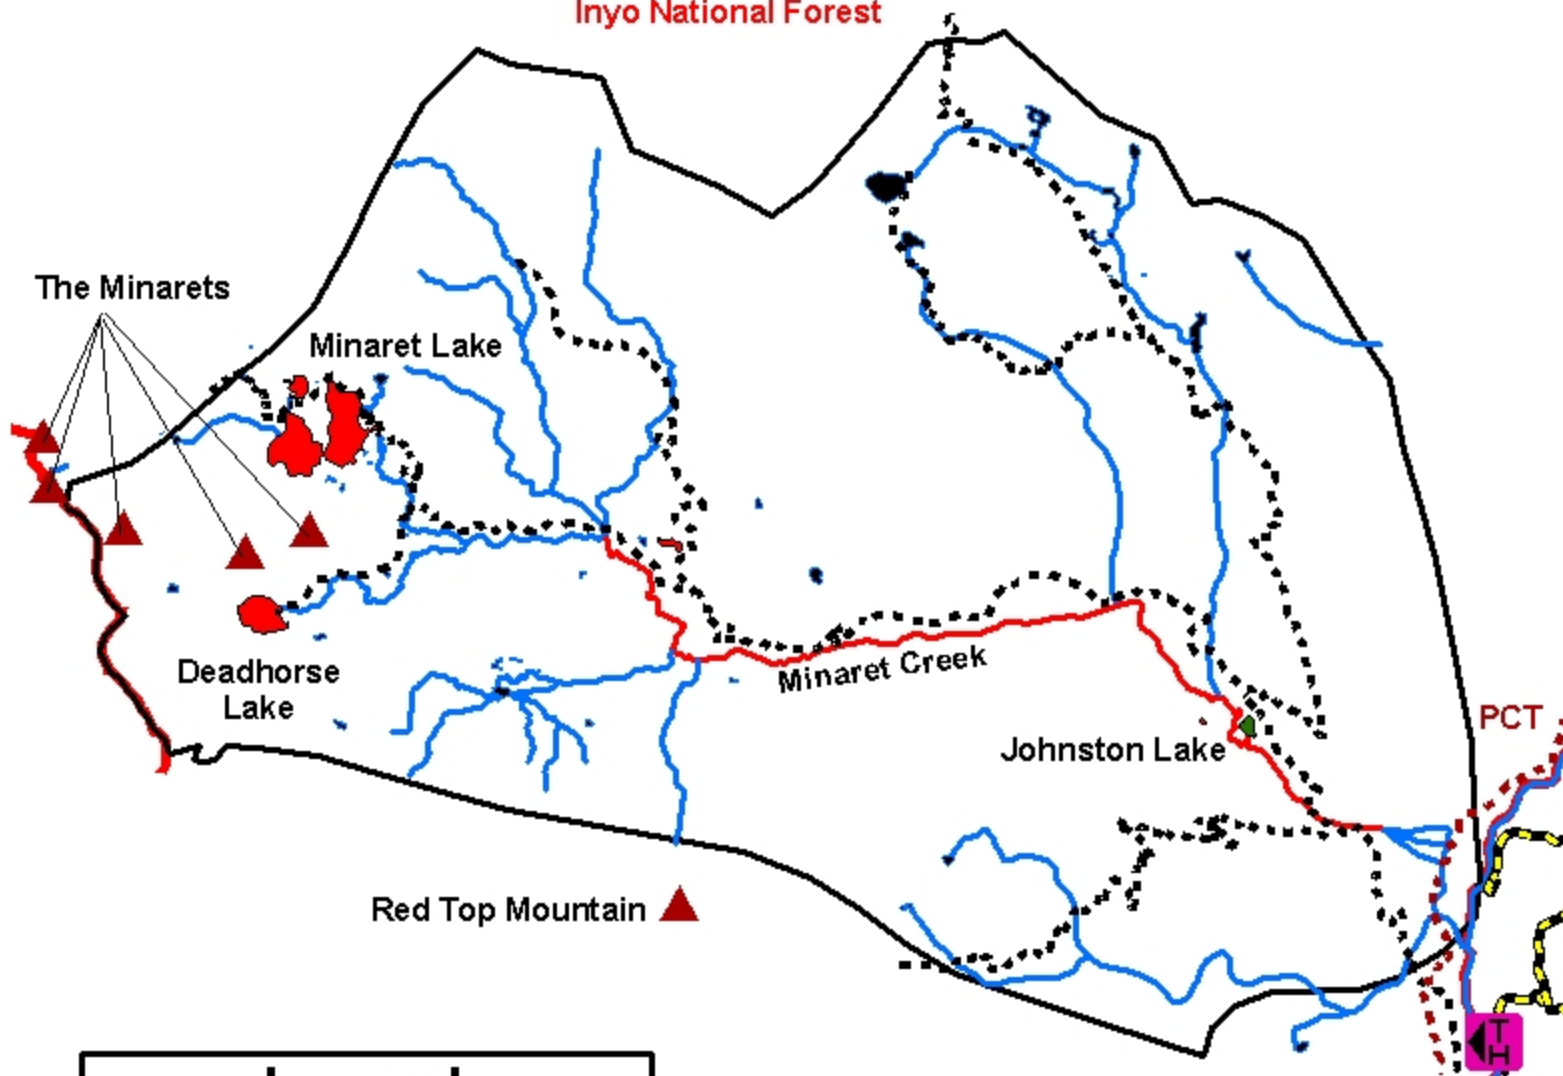 Inyo National Forest
The Minarets
Minaret Lake
Deadhorse
Lake
Minaret Creek
PCT
Johnston Lake
Red Top Mountain
T
H